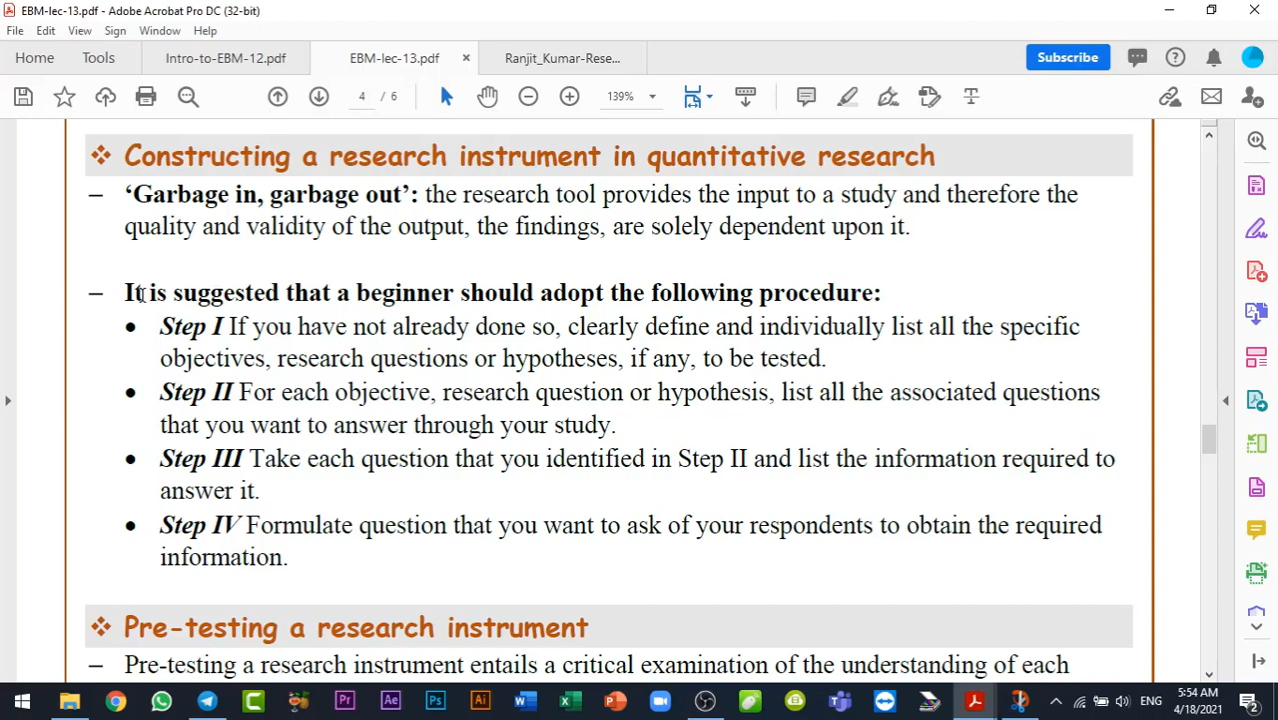 EBM-lec-13.pdf - Adobe Acrobat Pro DC (32-bit)
File Edit View Sign Window Help
Home Tools Intro-to-EBM-12.pdf EBM-lec-13.pdf × Ranjit_Kumar-Rese... Subscribe
4 / 6 139%
❖ Constructing a research instrument in quantitative research
– ‘Garbage in, garbage out’: the research tool provides the input to a study and therefore the
quality and validity of the output, the findings, are solely dependent upon it.
– It is suggested that a beginner should adopt the following procedure:
• Step I If you have not already done so, clearly define and individually list all the specific
objectives, research questions or hypotheses, if any, to be tested.
• Step II For each objective, research question or hypothesis, list all the associated questions
that you want to answer through your study.
• Step III Take each question that you identified in Step II and list the information required to
answer it.
• Step IV Formulate question that you want to ask of your respondents to obtain the required
information.
❖ Pre-testing a research instrument
– Pre-testing a research instrument entails a critical examination of the understanding of each
Pr Ae Ps Ai ENG 5:54 AM
4/18/2021 2